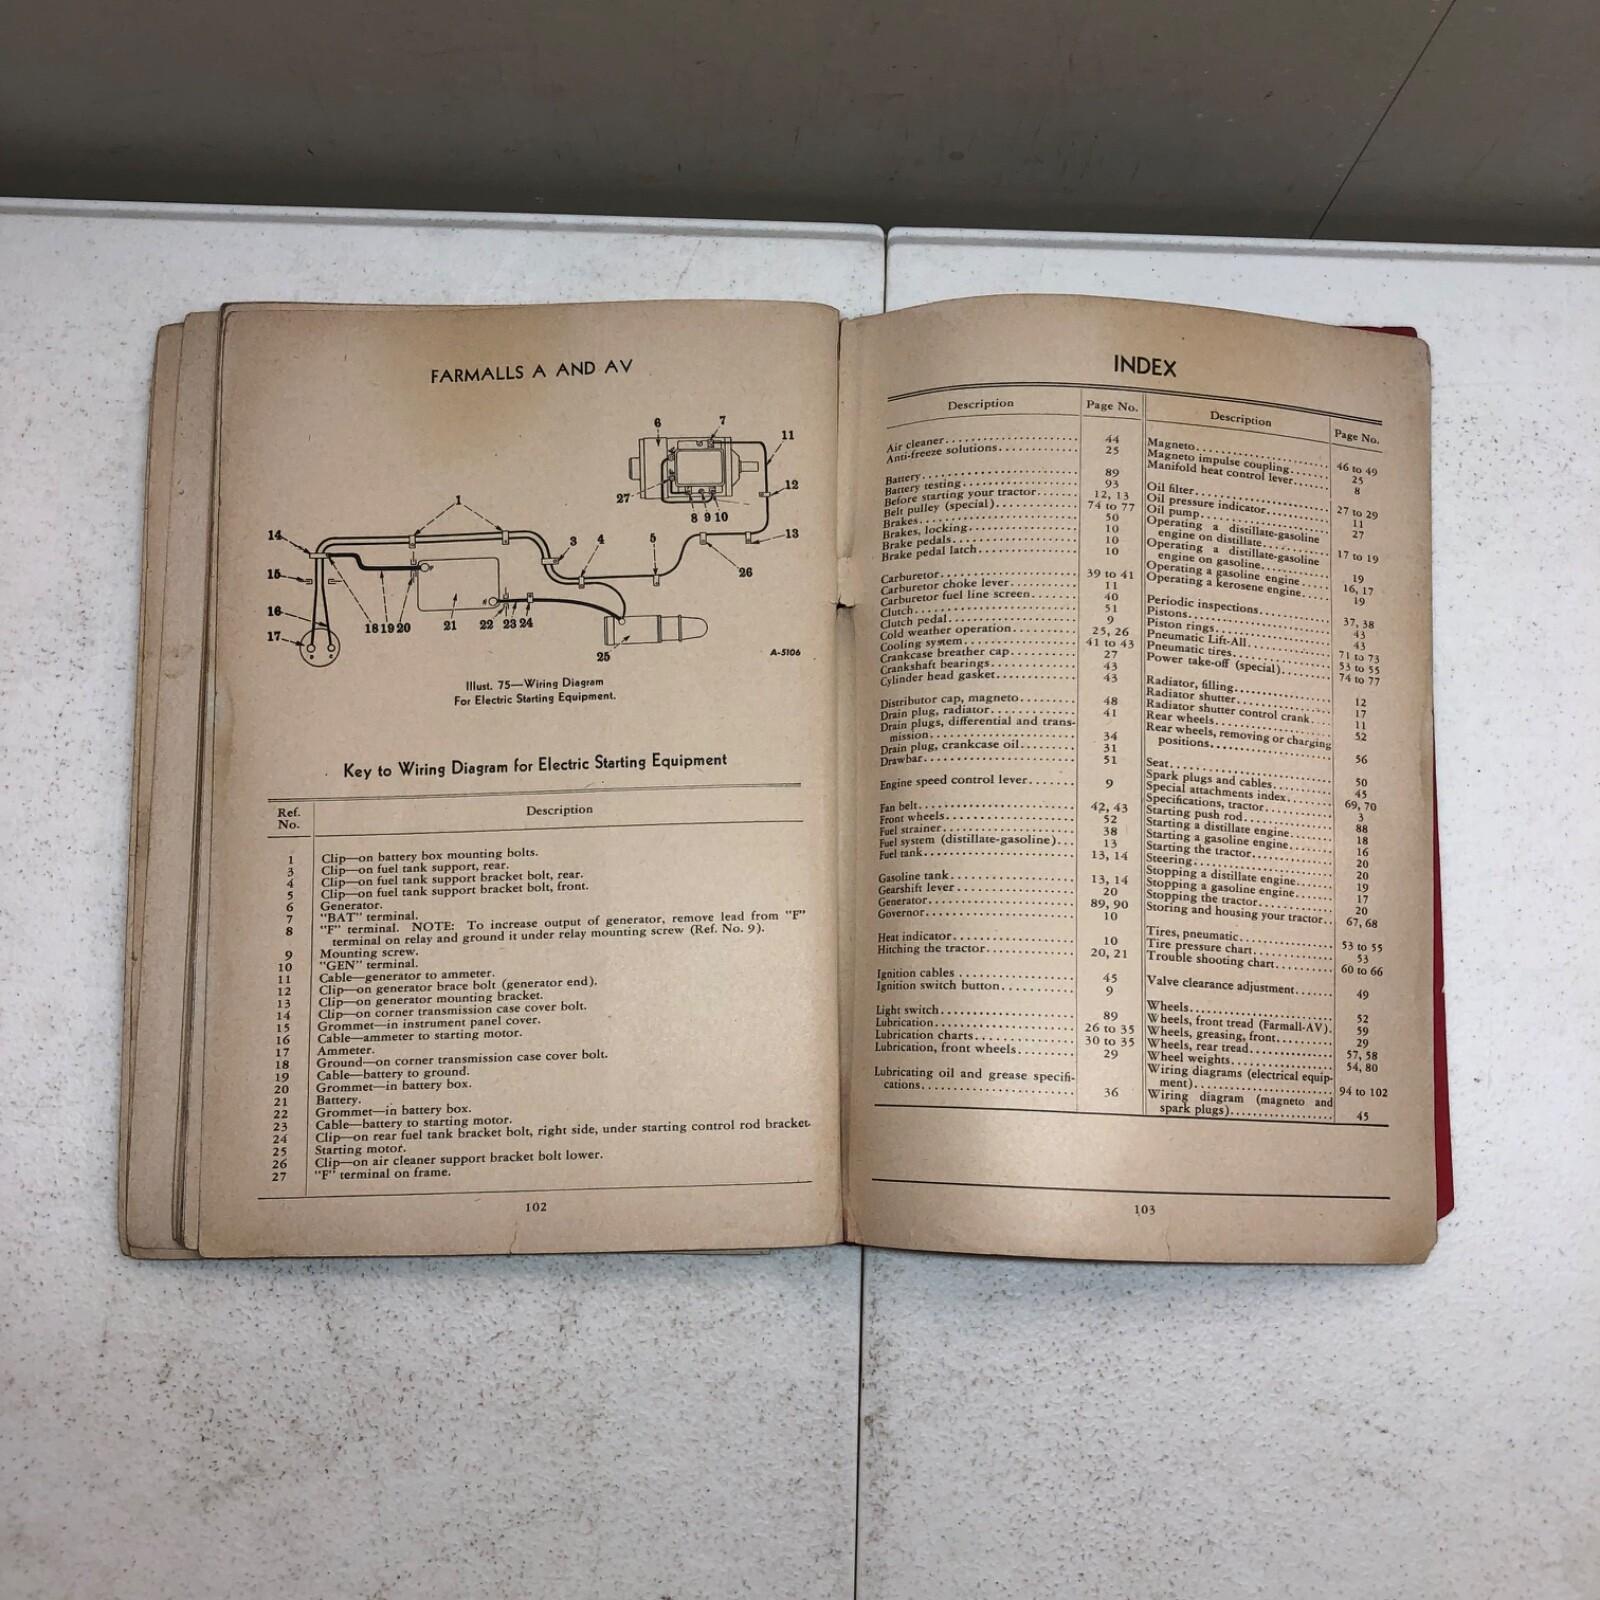 FARMALLS A AND AV
6
7
11
27
12
8 9 10
1
14
3
4
5
13
15
26
16
18 19 20
21
22 23 24
17
25
A-5106
Illust. 75—Wiring Diagram
For Electric Starting Equipment.
Key to Wiring Diagram for Electric Starting Equipment
Ref. No. Description
1 Clip—on battery box mounting bolts.
3 Clip—on fuel tank support, rear.
4 Clip—on fuel tank support bracket bolt, rear.
5 Clip—on fuel tank support bracket bolt, front.
6 Generator.
7 "BAT" terminal.
8 "F" terminal. NOTE: To increase output of generator, remove lead from "F"
terminal on relay and ground it under relay mounting screw (Ref. No. 9).
9 Mounting screw.
10 "GEN" terminal.
11 Cable—generator to ammeter.
12 Clip—on generator brace bolt (generator end).
13 Clip—on generator mounting bracket.
14 Clip—on corner transmission case cover bolt.
15 Grommet—in instrument panel cover.
16 Cable—ammeter to starting motor.
17 Ammeter.
18 Ground—on corner transmission case cover bolt.
19 Cable—battery to ground.
20 Grommet—in battery box.
21 Battery.
22 Grommet—in battery box.
23 Cable—battery to starting motor.
24 Clip—on rear fuel tank bracket bolt, right side, under starting control rod bracket.
25 Starting motor.
26 Clip—on air cleaner support bracket bolt lower.
27 "F" terminal on frame.
102
INDEX
Description Page No.
Air cleaner 44
Anti-freeze solutions 25
Battery 89
Battery testing 93
Before starting your tractor 12, 13
Belt pulley (special) 74 to 77
Brakes 50
Brakes, locking 10
Brake pedals 10
Brake pedal latch 10
Carburetor 39 to 41
Carburetor choke lever 11
Carburetor fuel line screen 40
Clutch 51
Clutch pedal 9
Cold weather operation 25, 26
Cooling system 41 to 43
Crankcase breather cap 27
Crankshaft bearings 43
Cylinder head gasket 43
Distributor cap, magneto 48
Drain plug, radiator 41
Drain plugs, differential and trans-
mission 34
Drain plug, crankcase oil 31
Drawbar 51
Engine speed control lever 9
Fan belt 42, 43
Front wheels 52
Fuel strainer 38
Fuel system (distillate-gasoline) 13
Fuel tank 13, 14
Gasoline tank 13, 14
Gearshift lever 20
Generator 89, 90
Governor 10
Heat indicator 10
Hitching the tractor 20, 21
Ignition cables 45
Ignition switch button 9
Light switch 89
Lubrication 26 to 35
Lubrication charts 30 to 35
Lubrication, front wheels 29
Lubricating oil and grease specifi-
cations 36
Description Page No.
Magneto 46 to 49
Magneto impulse coupling 25
Manifold heat control lever 8
Oil filter 27 to 29
Oil pressure indicator 11
Oil pump 27
Operating a distillate-gasoline
engine on distillate 17 to 19
Operating a distillate-gasoline
engine on gasoline 19
Operating a gasoline engine 16, 17
Operating a kerosene engine 19
Periodic inspections 37, 38
Pistons 43
Piston rings 43
Pneumatic Lift-All 71 to 73
Pneumatic tires 53 to 55
Power take-off (special) 74 to 77
Radiator, filling 12
Radiator shutter 17
Radiator shutter control crank 11
Rear wheels 52
Rear wheels, removing or charging
positions 56
Seat 50
Spark plugs and cables 45
Special attachments index 69, 70
Specifications, tractor 3
Starting push rod 88
Starting a distillate engine 18
Starting a gasoline engine 16
Starting the tractor 20
Steering 20
Stopping a distillate engine 19
Stopping a gasoline engine 17
Stopping the tractor 20
Storing and housing your tractor 67, 68
Tires, pneumatic 53 to 55
Tire pressure chart 53
Trouble shooting chart 60 to 66
Valve clearance adjustment 49
Wheels 52
Wheels, front tread (Farmall-AV) 59
Wheels, greasing, front 29
Wheels, rear tread 57, 58
Wheel weights 54, 80
Wiring diagrams (electrical equip-
ment) 94 to 102
Wiring diagram (magneto and
spark plugs) 45
103